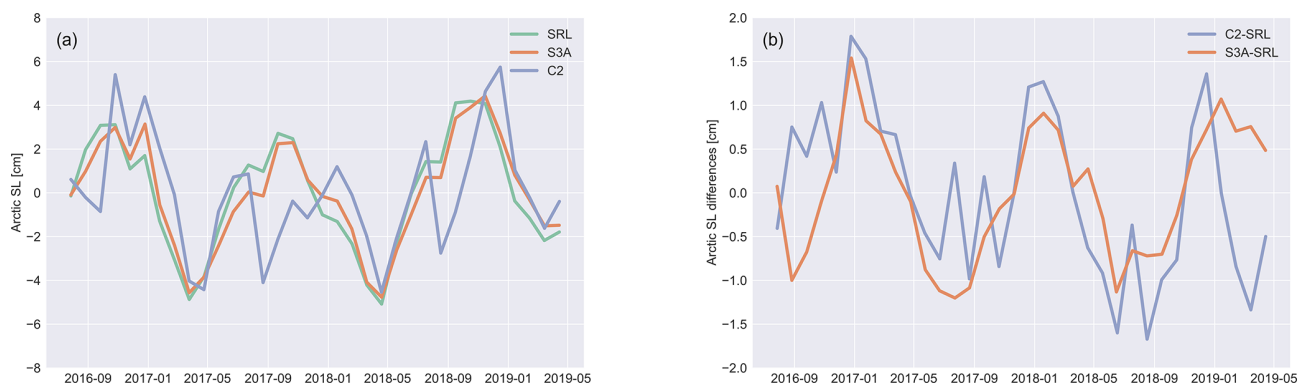 (a)
SRL
S3A
C2
Arctic SL [cm]
8
6
4
2
0
−2
−4
−6
−8
2016-09 2017-01 2017-05 2017-09 2018-01 2018-05 2018-09 2019-01 2019-05
(b)
C2-SRL
S3A-SRL
Arctic SL differences [cm]
2.0
1.5
1.0
0.5
0.0
−0.5
−1.0
−1.5
−2.0
2016-09 2017-01 2017-05 2017-09 2018-01 2018-05 2018-09 2019-01 2019-05